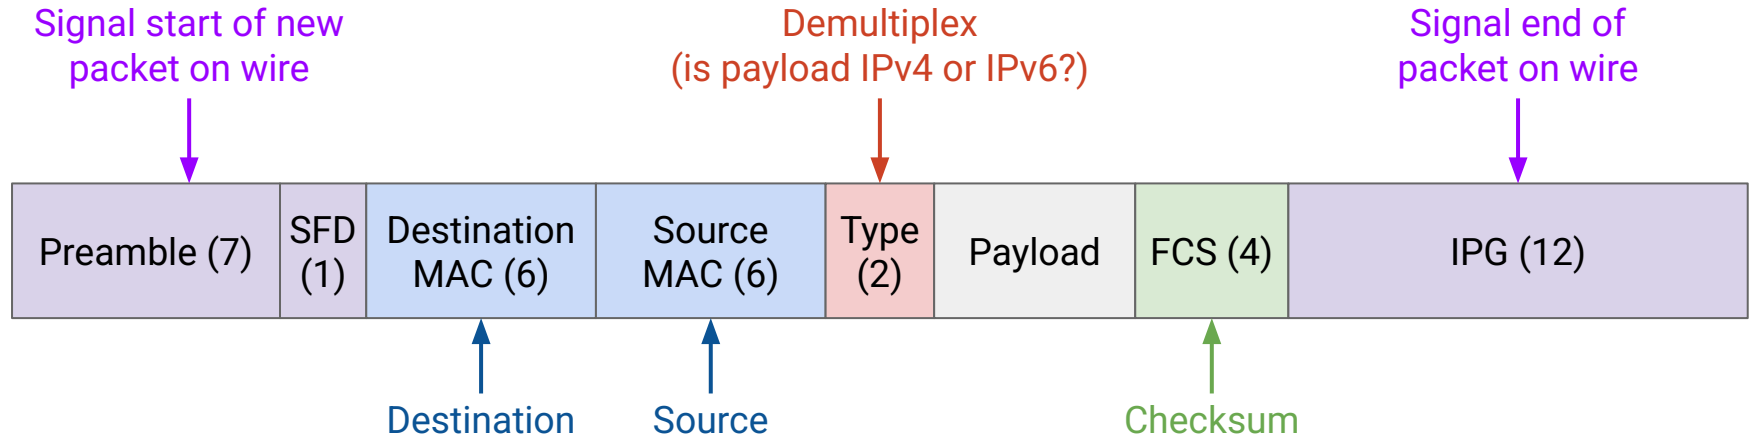 Signal start of new
packet on wire
Demultiplex
(is payload IPv4 or IPv6?)
Signal end of
packet on wire
Preamble (7)
SFD
(1)
Destination
MAC (6)
Source
MAC (6)
Type
(2)
Payload
FCS (4)
IPG (12)
Destination
Source
Checksum